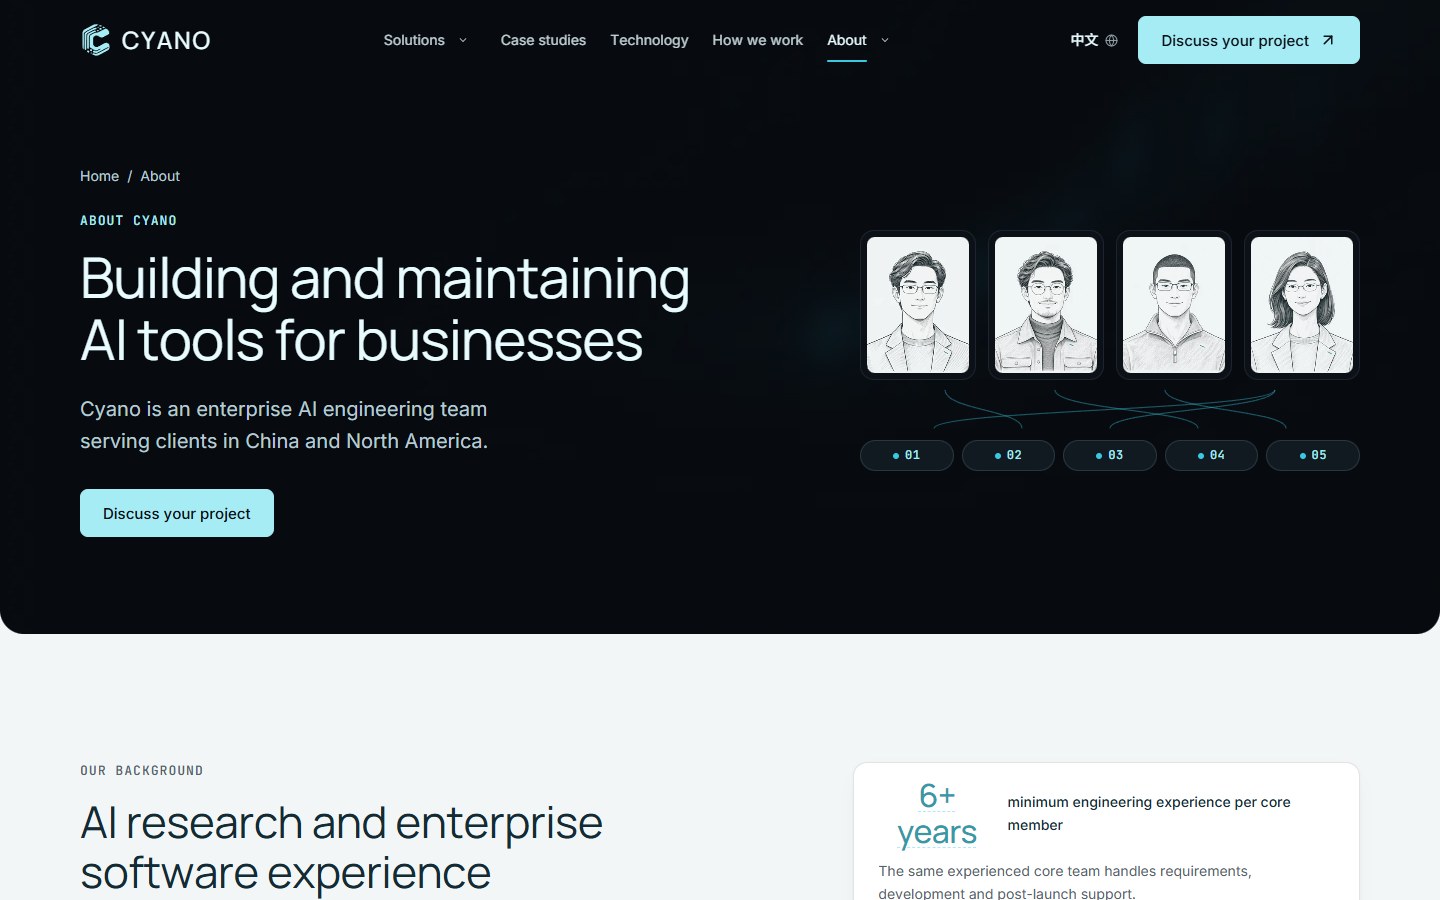 CYANO
Solutions
Case studies
Technology
How we work
About
中文
Discuss your project
Home / About
ABOUT CYANO
Building and maintaining
AI tools for businesses
Cyano is an enterprise AI engineering team
serving clients in China and North America.
Discuss your project
01
02
03
04
05
OUR BACKGROUND
AI research and enterprise
software experience
6+
years
minimum engineering experience per core
member
The same experienced core team handles requirements,
development and post-launch support.